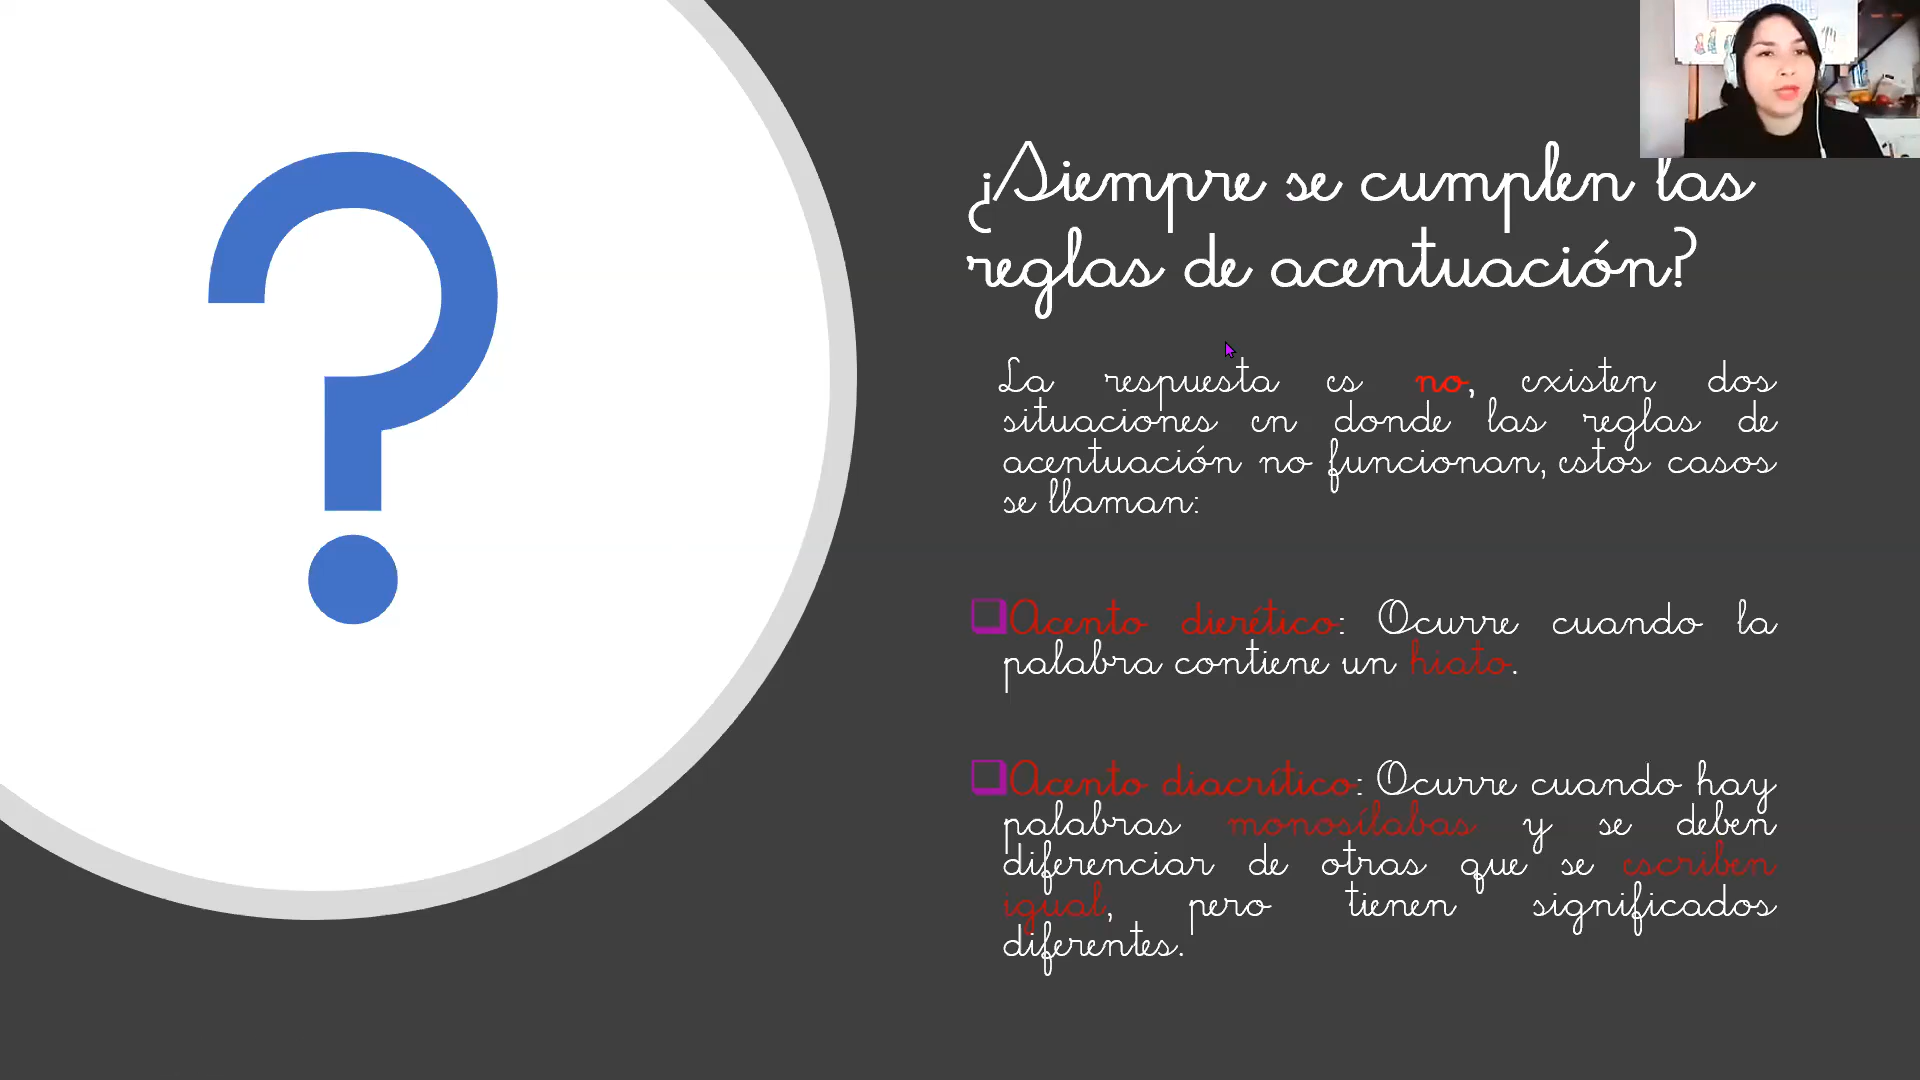 ¿Siempre se cumplen las
reglas de acentuación?
La respuesta es no, existen dos
situaciones en donde las reglas de
acentuación no funcionan, estos casos
se llaman:
Acento dierético: Ocurre cuando la
palabra contiene un hiato.
Acento diacrítico: Ocurre cuando hay
palabras monosílabas y se deben
diferenciar de otras que se escriben
igual, pero tienen significados
diferentes.